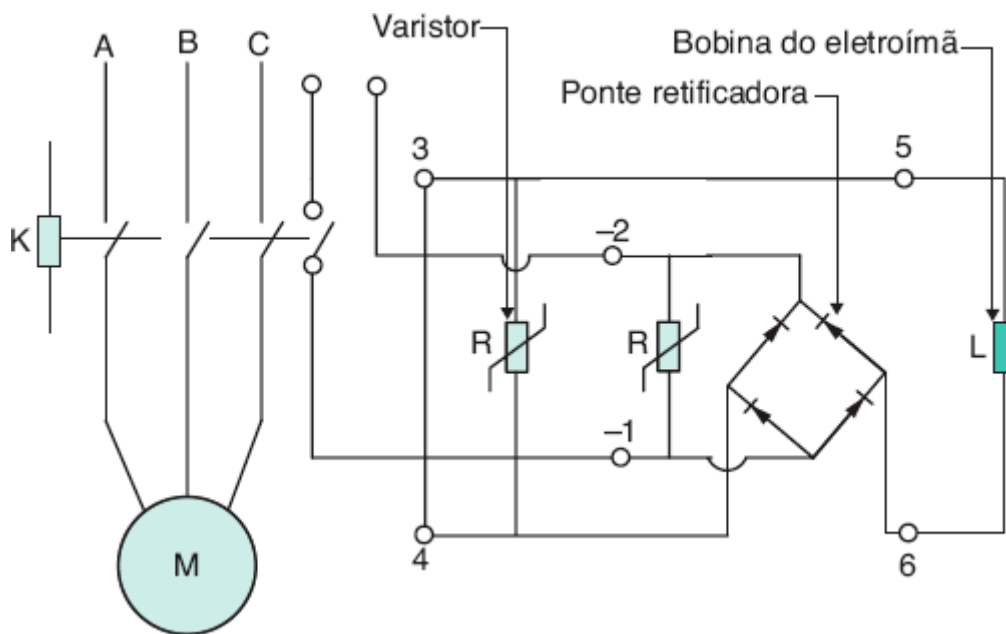 Varistor
A
B
C
Bobina do eletroímã
Ponte retificadora
3
5
K
–2
R
R
L
–1
4
6
M